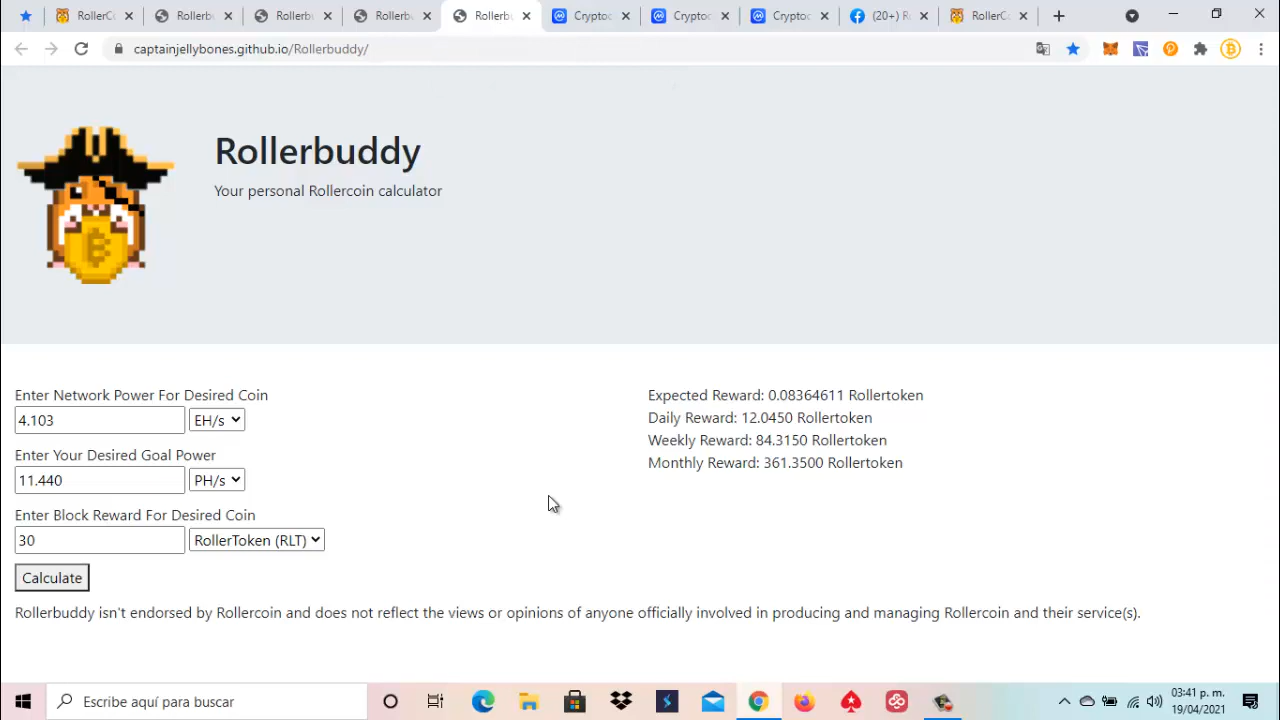 RollerC
Rollerb
Rollerb
Rollerb
Rollerb
Cryptoc
Cryptoc
Cryptoc
(20+) R
RollerC
captainjellybones.github.io/Rollerbuddy/
Rollerbuddy
Your personal Rollercoin calculator
Enter Network Power For Desired Coin
4.103 EH/s
Enter Your Desired Goal Power
11.440 PH/s
Enter Block Reward For Desired Coin
30 RollerToken (RLT)
Calculate
Expected Reward: 0.08364611 Rollertoken
Daily Reward: 12.0450 Rollertoken
Weekly Reward: 84.3150 Rollertoken
Monthly Reward: 361.3500 Rollertoken
Rollerbuddy isn't endorsed by Rollercoin and does not reflect the views or opinions of anyone officially involved in producing and managing Rollercoin and their service(s).
Escribe aquí para buscar
03:41 p. m.
19/04/2021